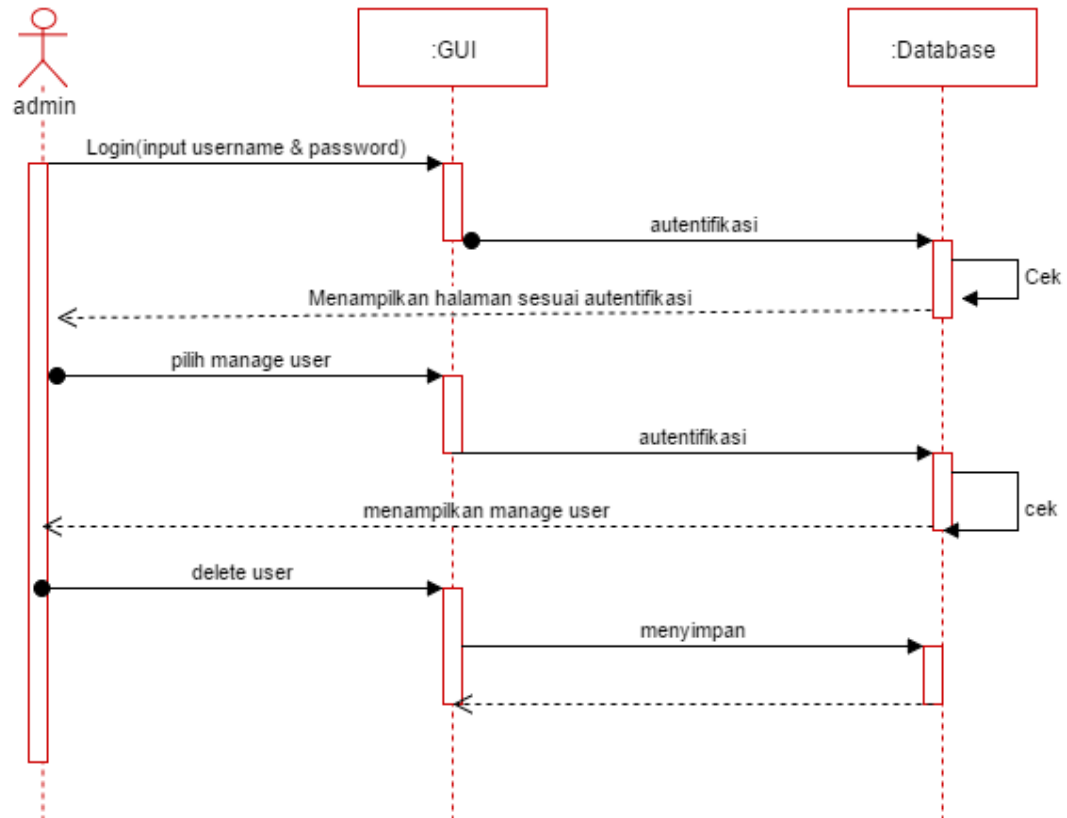 :GUI
:Database
admin
Login(input username & password)
autentifikasi
Cek
Menampilkan halaman sesuai autentifikasi
pilih manage user
autentifikasi
menampilkan manage user
cek
delete user
menyimpan